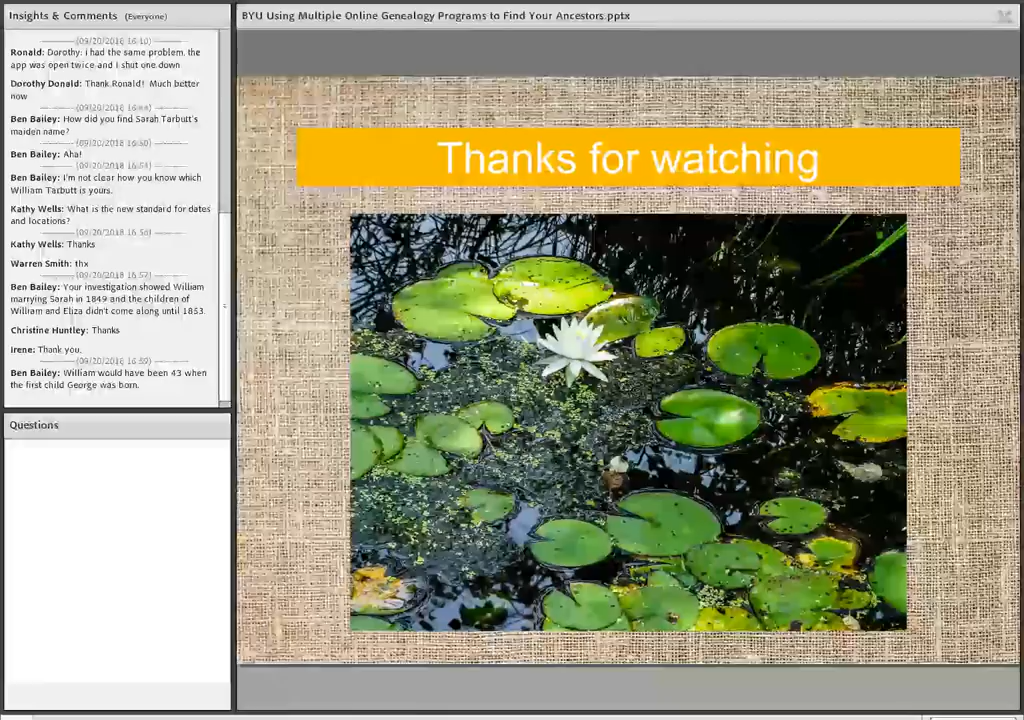 Insights & Comments (Everyone)
Ronald: Dorothy: I had the same problem, the
app was open twice and I shut one down
Dorothy Donald: Thank Ronald! Much better
now
Ben Bailey: How did you find Sarah Tarbutt's
maiden name?
Ben Bailey: Aha!
Ben Bailey: I'm not clear how you know which
William Tarbutt is yours.
Kathy Wells: What is the new standard for dates
and locations?
Kathy Wells: Thanks
Warren Smith: thx
Ben Bailey: Your investigation showed William
marrying Sarah in 1849 and the children of
William and Eliza didn't come along until 1853.
Christine Huntley: Thanks
Irene: Thank you.
Ben Bailey: William would have been 43 when
the first child George was born.
Questions
BYU Using Multiple Online Genealogy Programs to Find Your Ancestors.pptx
Thanks for watching